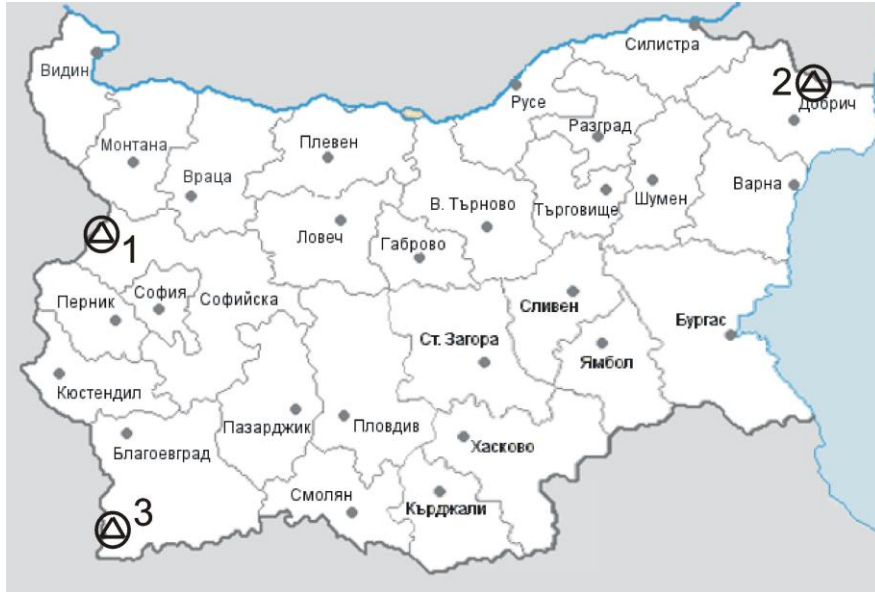 Силистра
Видин
2
Русе
Добрич
Разград
Монтана
Плевен
Враца
Варна
Шумен
В. Търново
Търговище
Ловеч
1
Габрово
София
Софийска
Перник
Сливен
Бургас
Ст. Загора
Ямбол
Кюстендил
Пазарджик
Пловдив
Хасково
Благоевград
Смолян
Кърджали
3